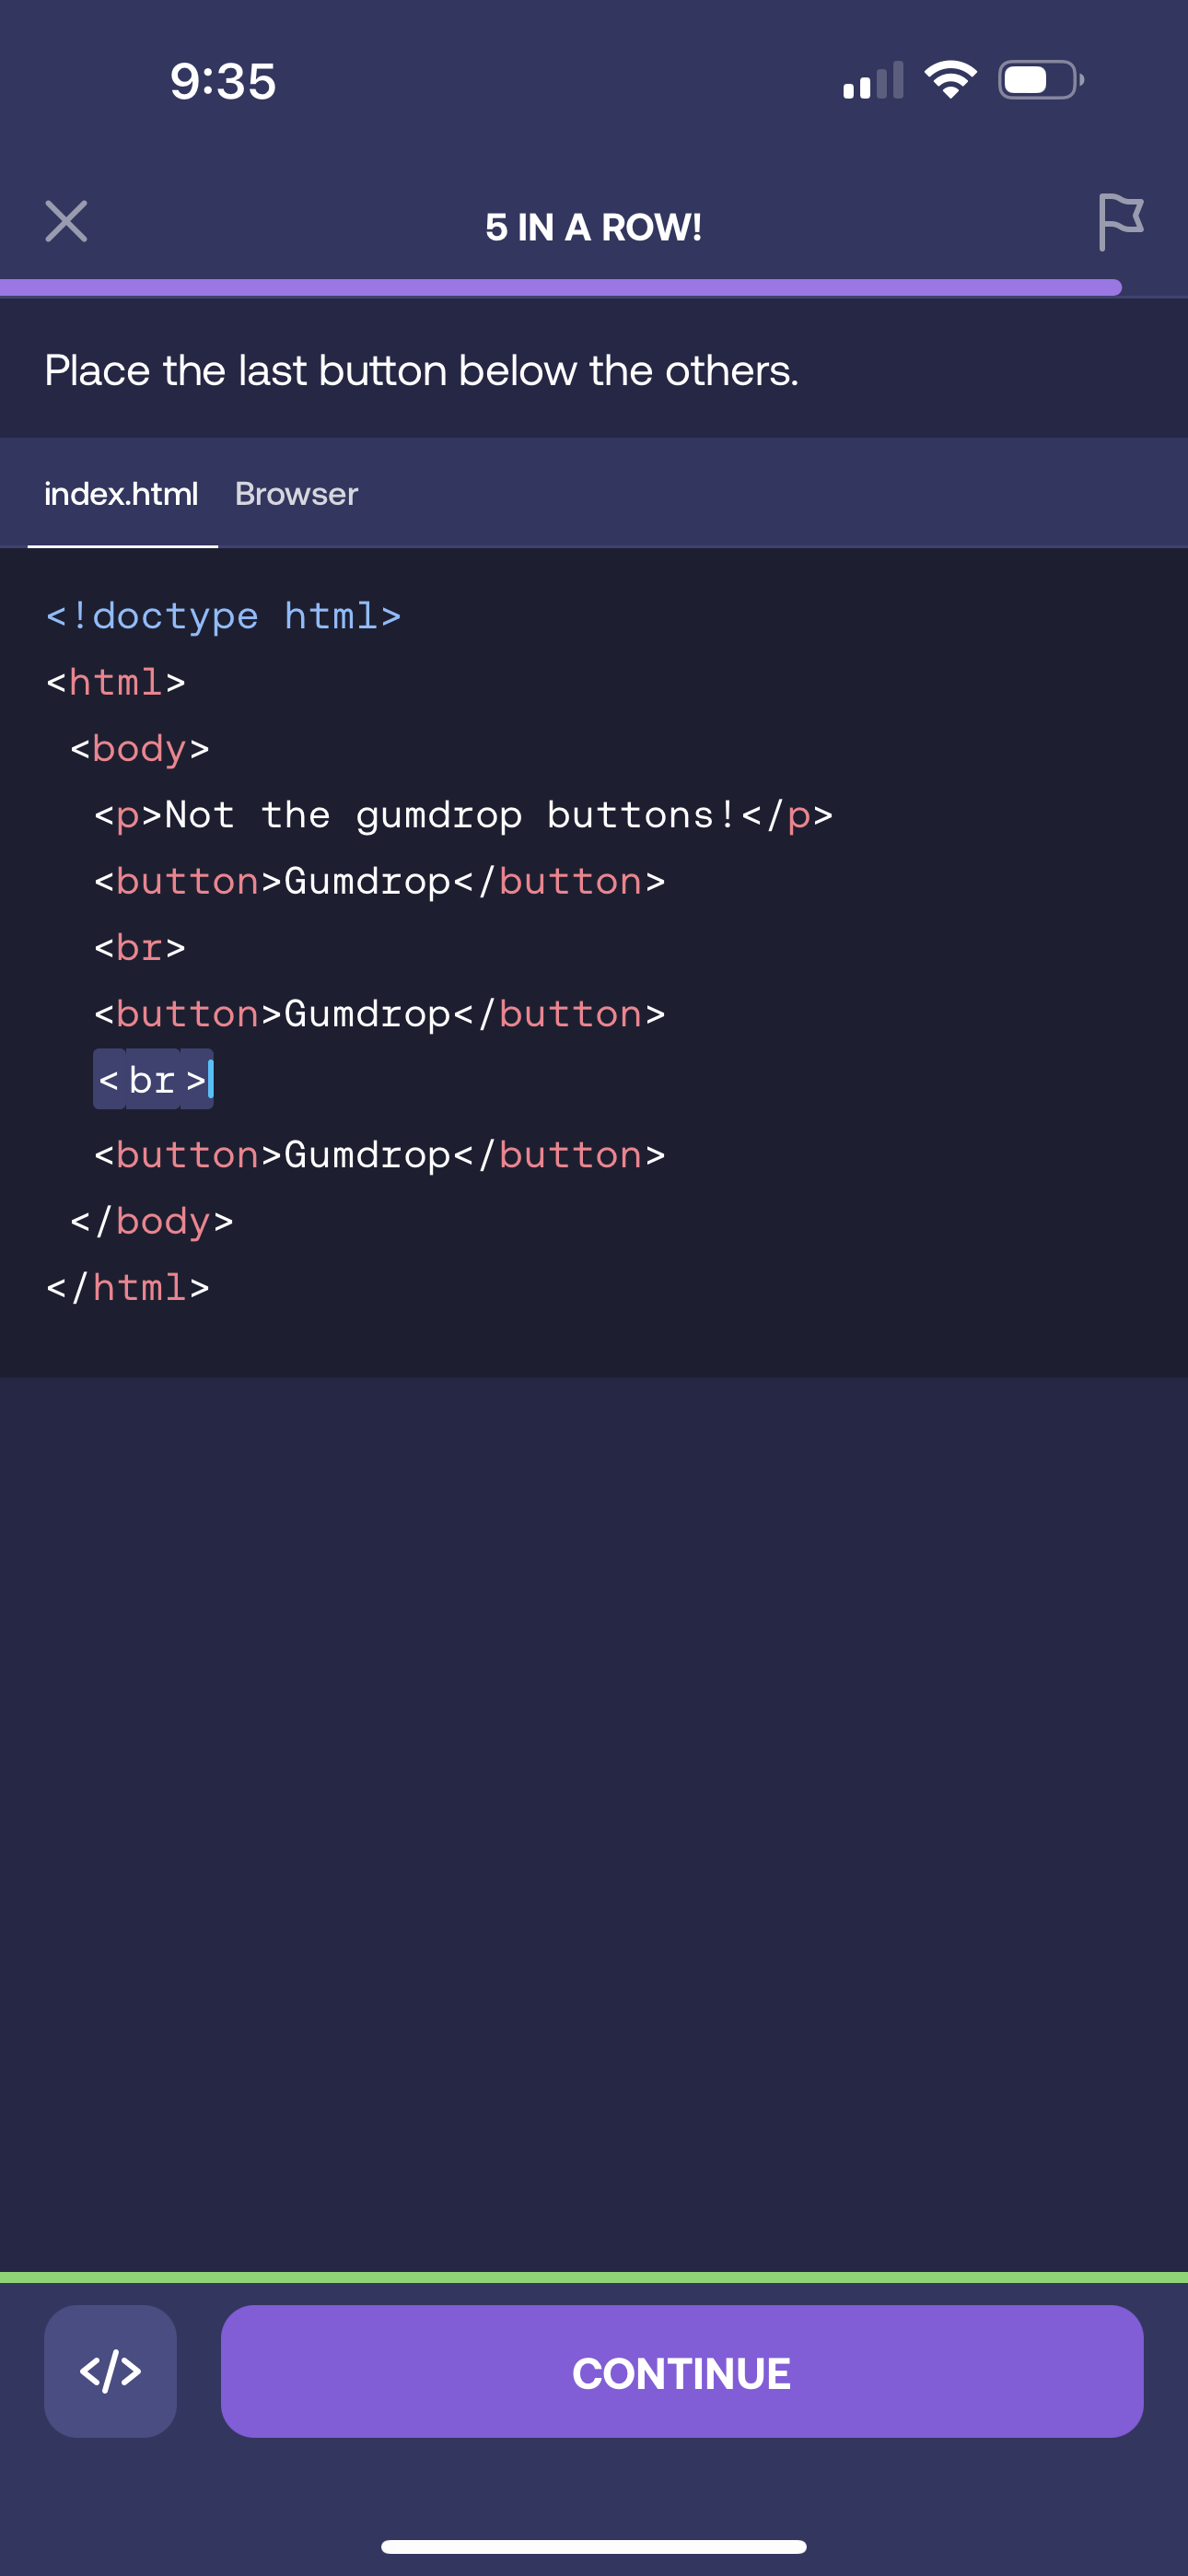 9:35
5 IN A ROW!
Place the last button below the others.
index.html Browser
<!doctype html>
<html>
<body>
<p>Not the gumdrop buttons!</p>
<button>Gumdrop</button>
<br>
<button>Gumdrop</button>
<br>
<button>Gumdrop</button>
</body>
</html>
</> CONTINUE